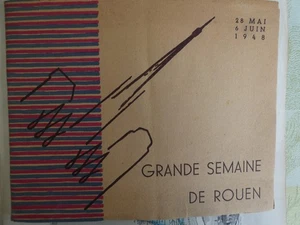 28 MAI
6 JUIN
1948
GRANDE SEMAINE
DE ROUEN